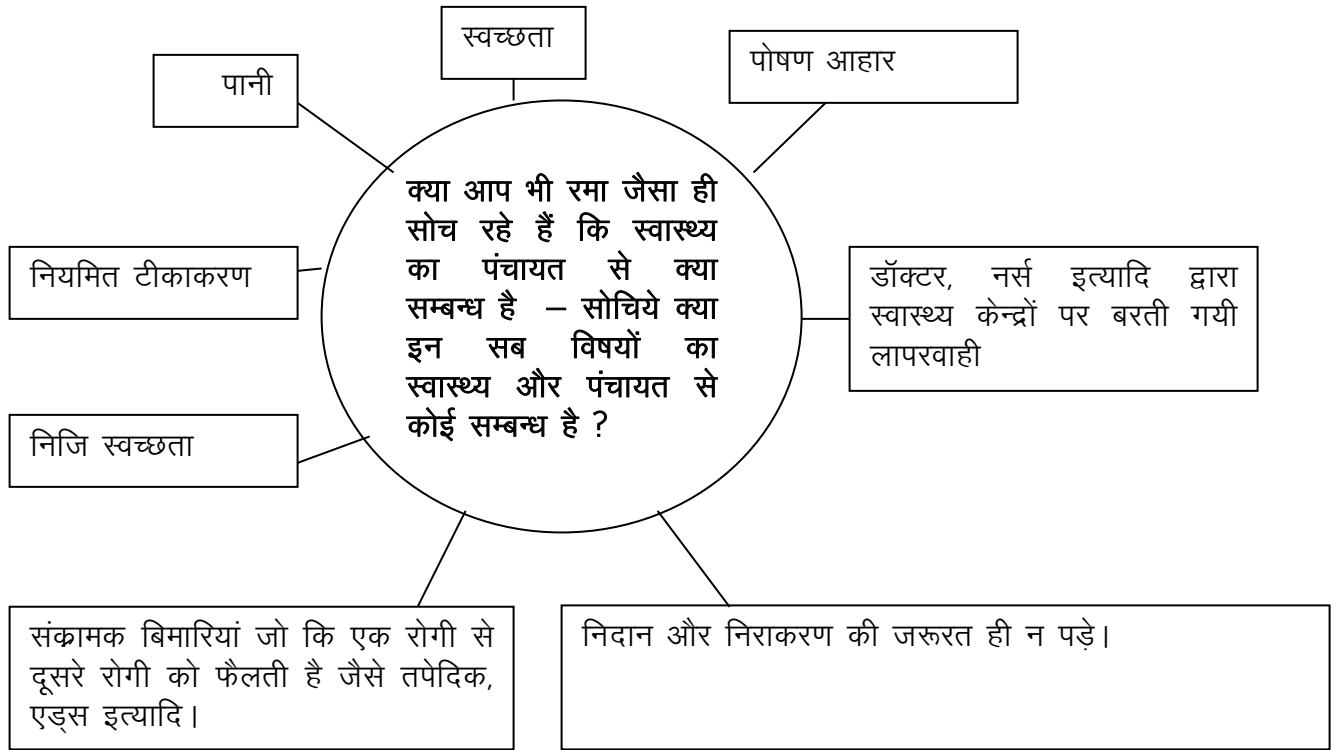 स्वच्छता
पोषण आहार
पानी
क्या आप भी रमा जैसा ही
सोच रहे हैं कि स्वास्थ्य
का पंचायत से क्या
सम्बन्ध है – सोचिये क्या
इन सब विषयों का
स्वास्थ्य और पंचायत से
कोई सम्बन्ध है ?
नियमित टीकाकरण
डॉक्टर, नर्स इत्यादि द्वारा
स्वास्थ्य केन्द्रों पर बरती गयी
लापरवाही
निजि स्वच्छता
संक्रामक बिमारियां जो कि एक रोगी से
दूसरे रोगी को फैलती है जैसे तपेदिक,
एड्स इत्यादि।
निदान और निराकरण की जरूरत ही न पड़े।